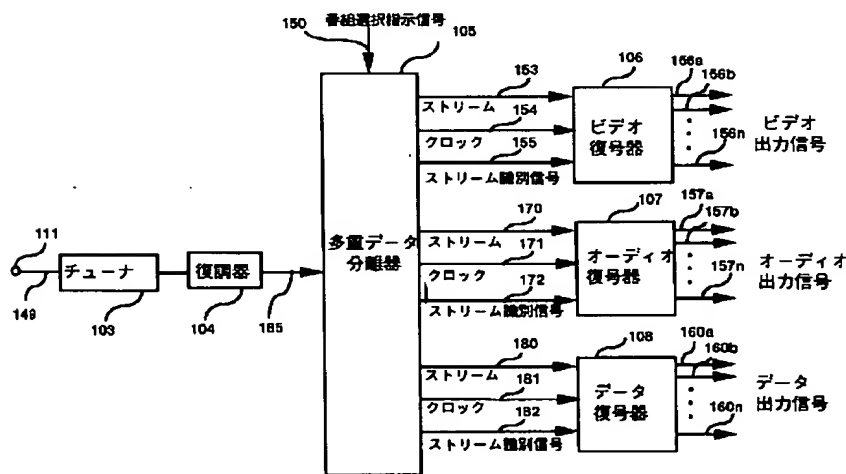 番組選択指示信号
150
105
153
ストリーム
154
クロック
155
ストリーム識別信号
106
ビデオ
復号器
156a
156b
156n
ビデオ
出力信号
111
149
チューナ
103
復調器
104
185
多重データ
分離器
170
ストリーム
171
クロック
172
ストリーム識別信号
107
オーディオ
復号器
157a
157b
157n
オーディオ
出力信号
180
ストリーム
181
クロック
182
ストリーム識別信号
108
データ
復号器
160a
160b
160n
データ
出力信号